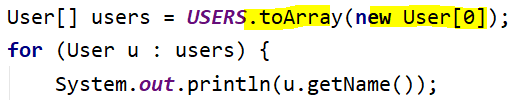 User[] users = USERS.toArray(new User[0]);
for (User u : users) {
System.out.println(u.getName());